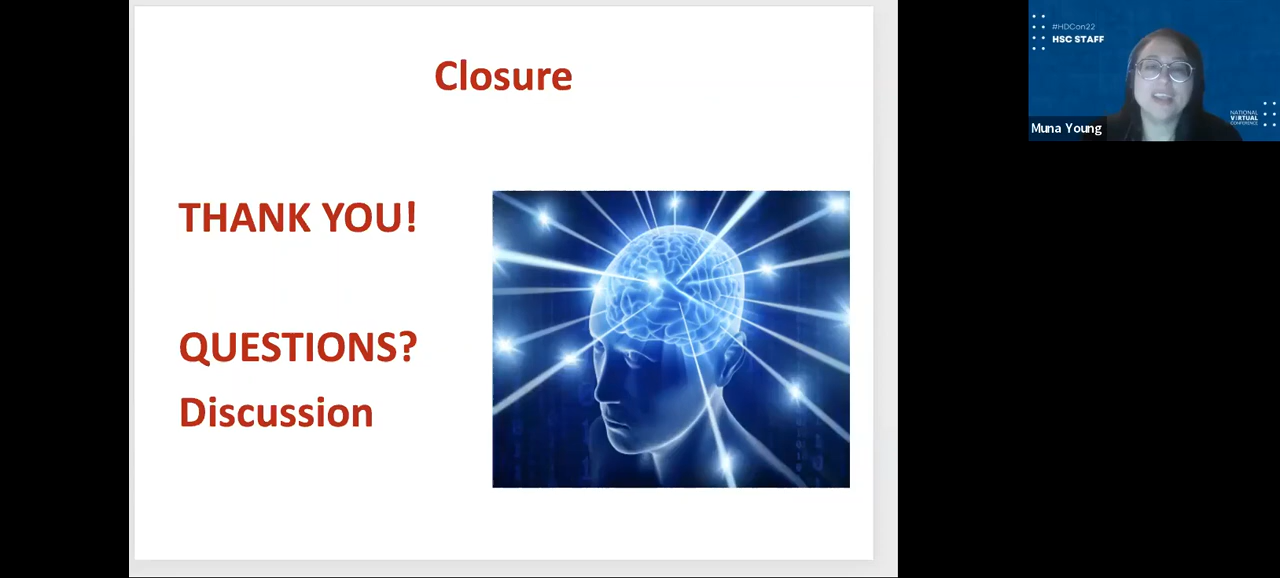 Closure
THANK YOU!
QUESTIONS?
Discussion
#HDCon22
HSC STAFF
NATIONAL
VIRTUAL
CONFERENCE
Muna Young